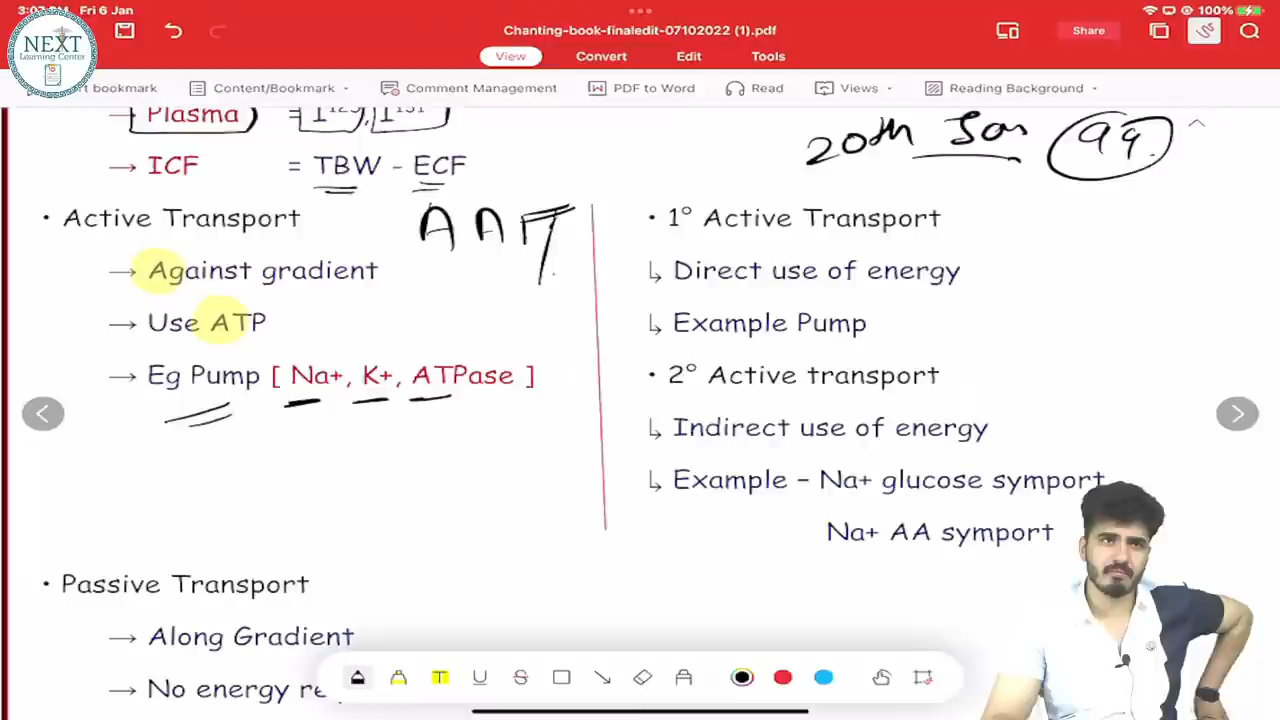 3:07 PM Fri 6 Jan
100%
NEXT
Learning Center
Chanting-book-finaledit-07102022 (1).pdf
Share
View Convert Edit Tools
bookmark Content/Bookmark Comment Management PDF to Word Read Views Reading Background
→ Plasma = I¹²⁵, I¹³¹
→ ICF = TBW - ECF
20th Jan 99
• Active Transport
AAT
→ Against gradient
→ Use ATP
→ Eg Pump [ Na+, K+, ATPase ]
• 1° Active Transport
↳ Direct use of energy
↳ Example Pump
• 2° Active transport
↳ Indirect use of energy
↳ Example – Na+ glucose symport
Na+ AA symport
• Passive Transport
→ Along Gradient
→ No energy re